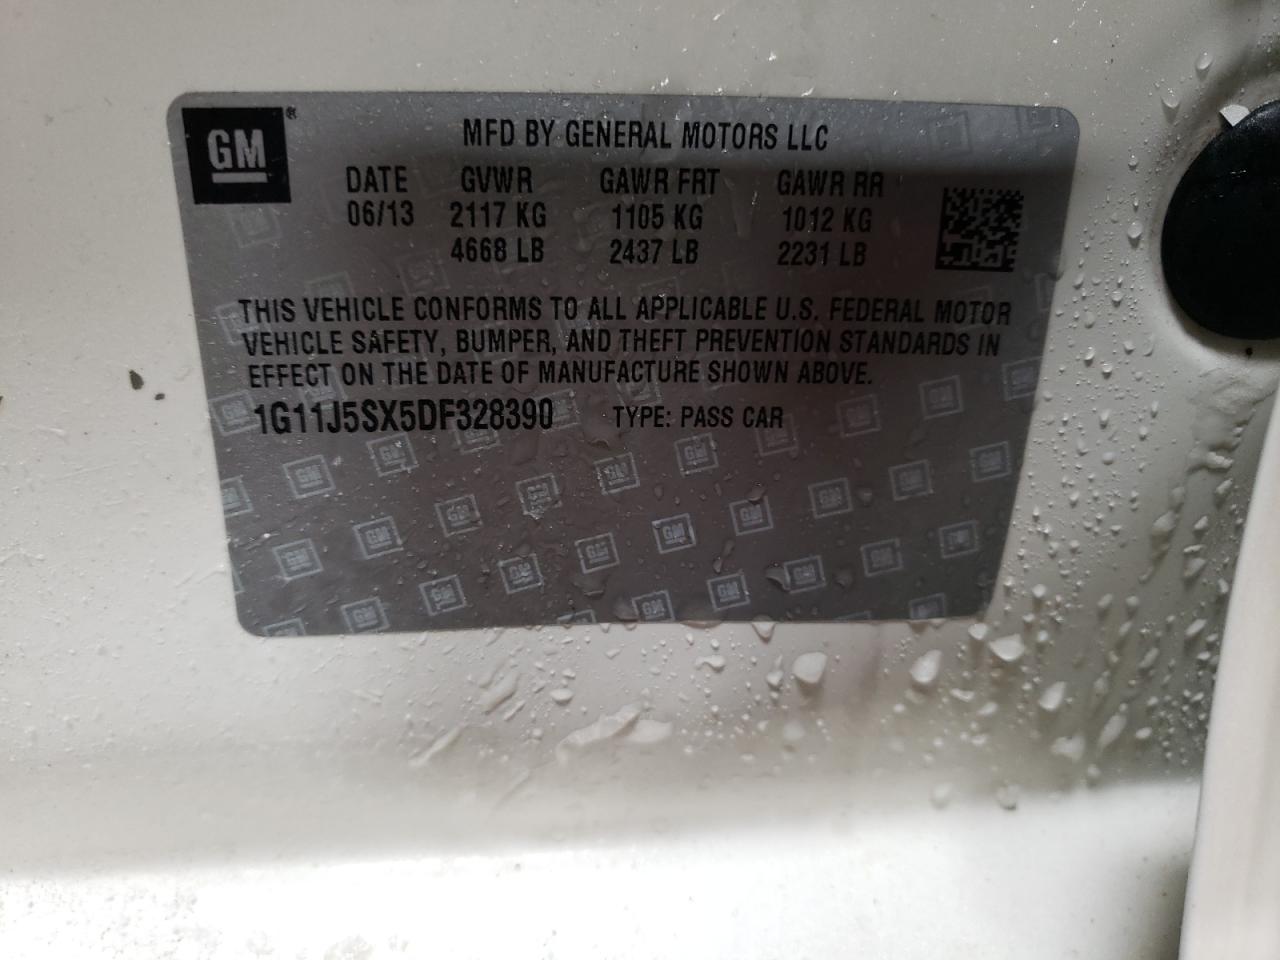 GM®
MFD BY GENERAL MOTORS LLC
DATE GVWR GAWR FRT GAWR RR
06/13 2117 KG 1105 KG 1012 KG
4668 LB 2437 LB 2231 LB
THIS VEHICLE CONFORMS TO ALL APPLICABLE U.S. FEDERAL MOTOR
VEHICLE SAFETY, BUMPER, AND THEFT PREVENTION STANDARDS IN
EFFECT ON THE DATE OF MANUFACTURE SHOWN ABOVE.
1G11J5SX5DF328390 TYPE: PASS CAR